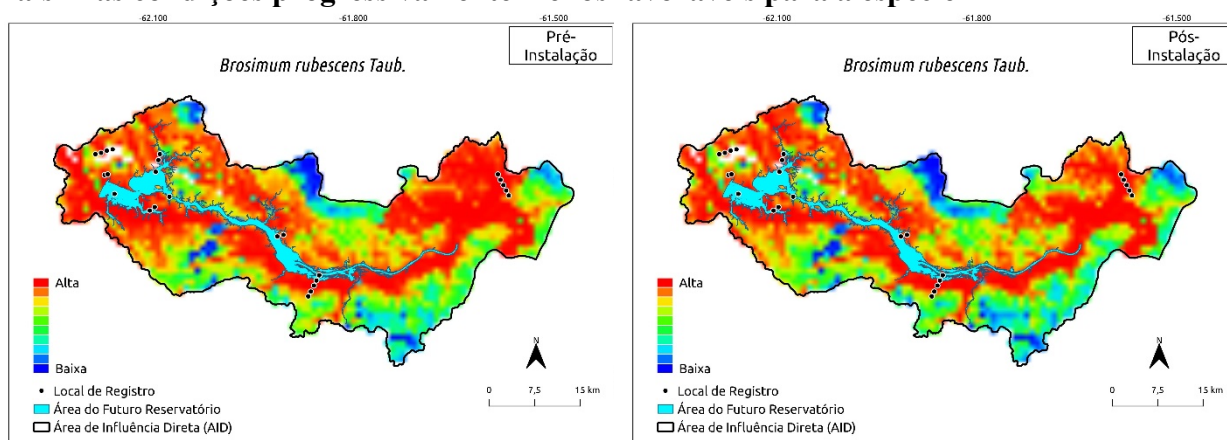 -62.100
-61.800
-61.500
Pré-
Instalação
Brosimum rubescens Taub.
Alta
Baixa
Local de Registro
Área do Futuro Reservatório
Área de Influência Direta (AID)
N
0 7,5 15 km
-62.100
-61.800
-61.500
Pós-
Instalação
Brosimum rubescens Taub.
Alta
Baixa
Local de Registro
Área do Futuro Reservatório
Área de Influência Direta (AID)
N
0 7,5 15 km